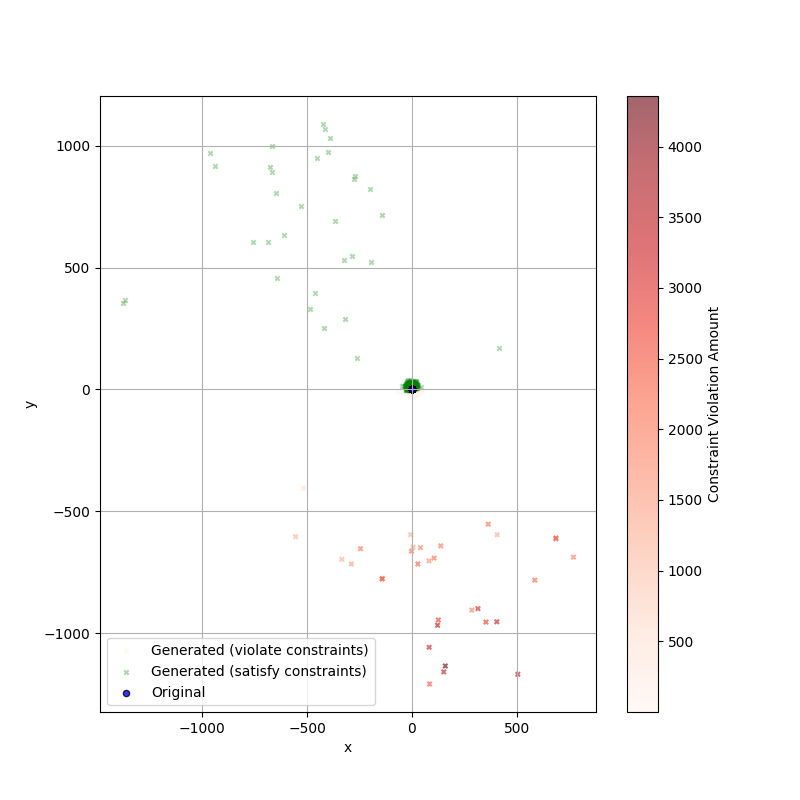 1000
500
0
−500
−1000
y
−1000
−500
0
500
x
Generated (violate constraints)
Generated (satisfy constraints)
Original
4000
3500
3000
2500
2000
1500
1000
500
Constraint Violation Amount